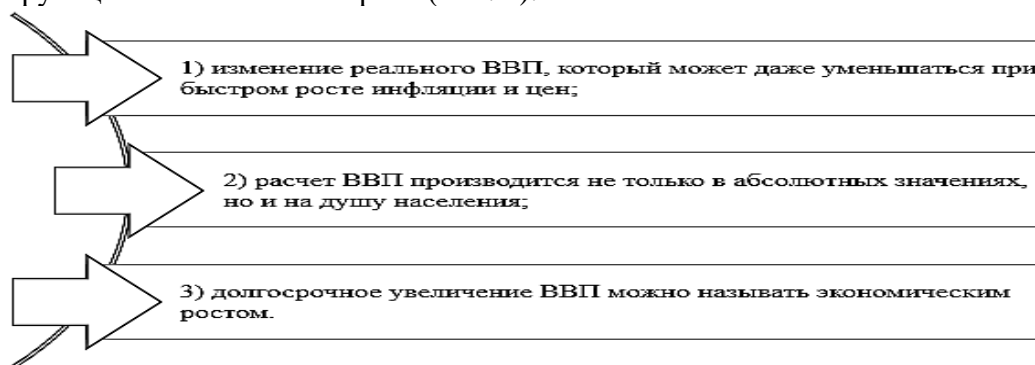 1) изменение реального ВВП, который может даже уменьшаться при
быстром росте инфляции и цен;
2) расчет ВВП производится не только в абсолютных значениях,
но и на душу населения;
3) долгосрочное увеличение ВВП можно называть экономическим
ростом.